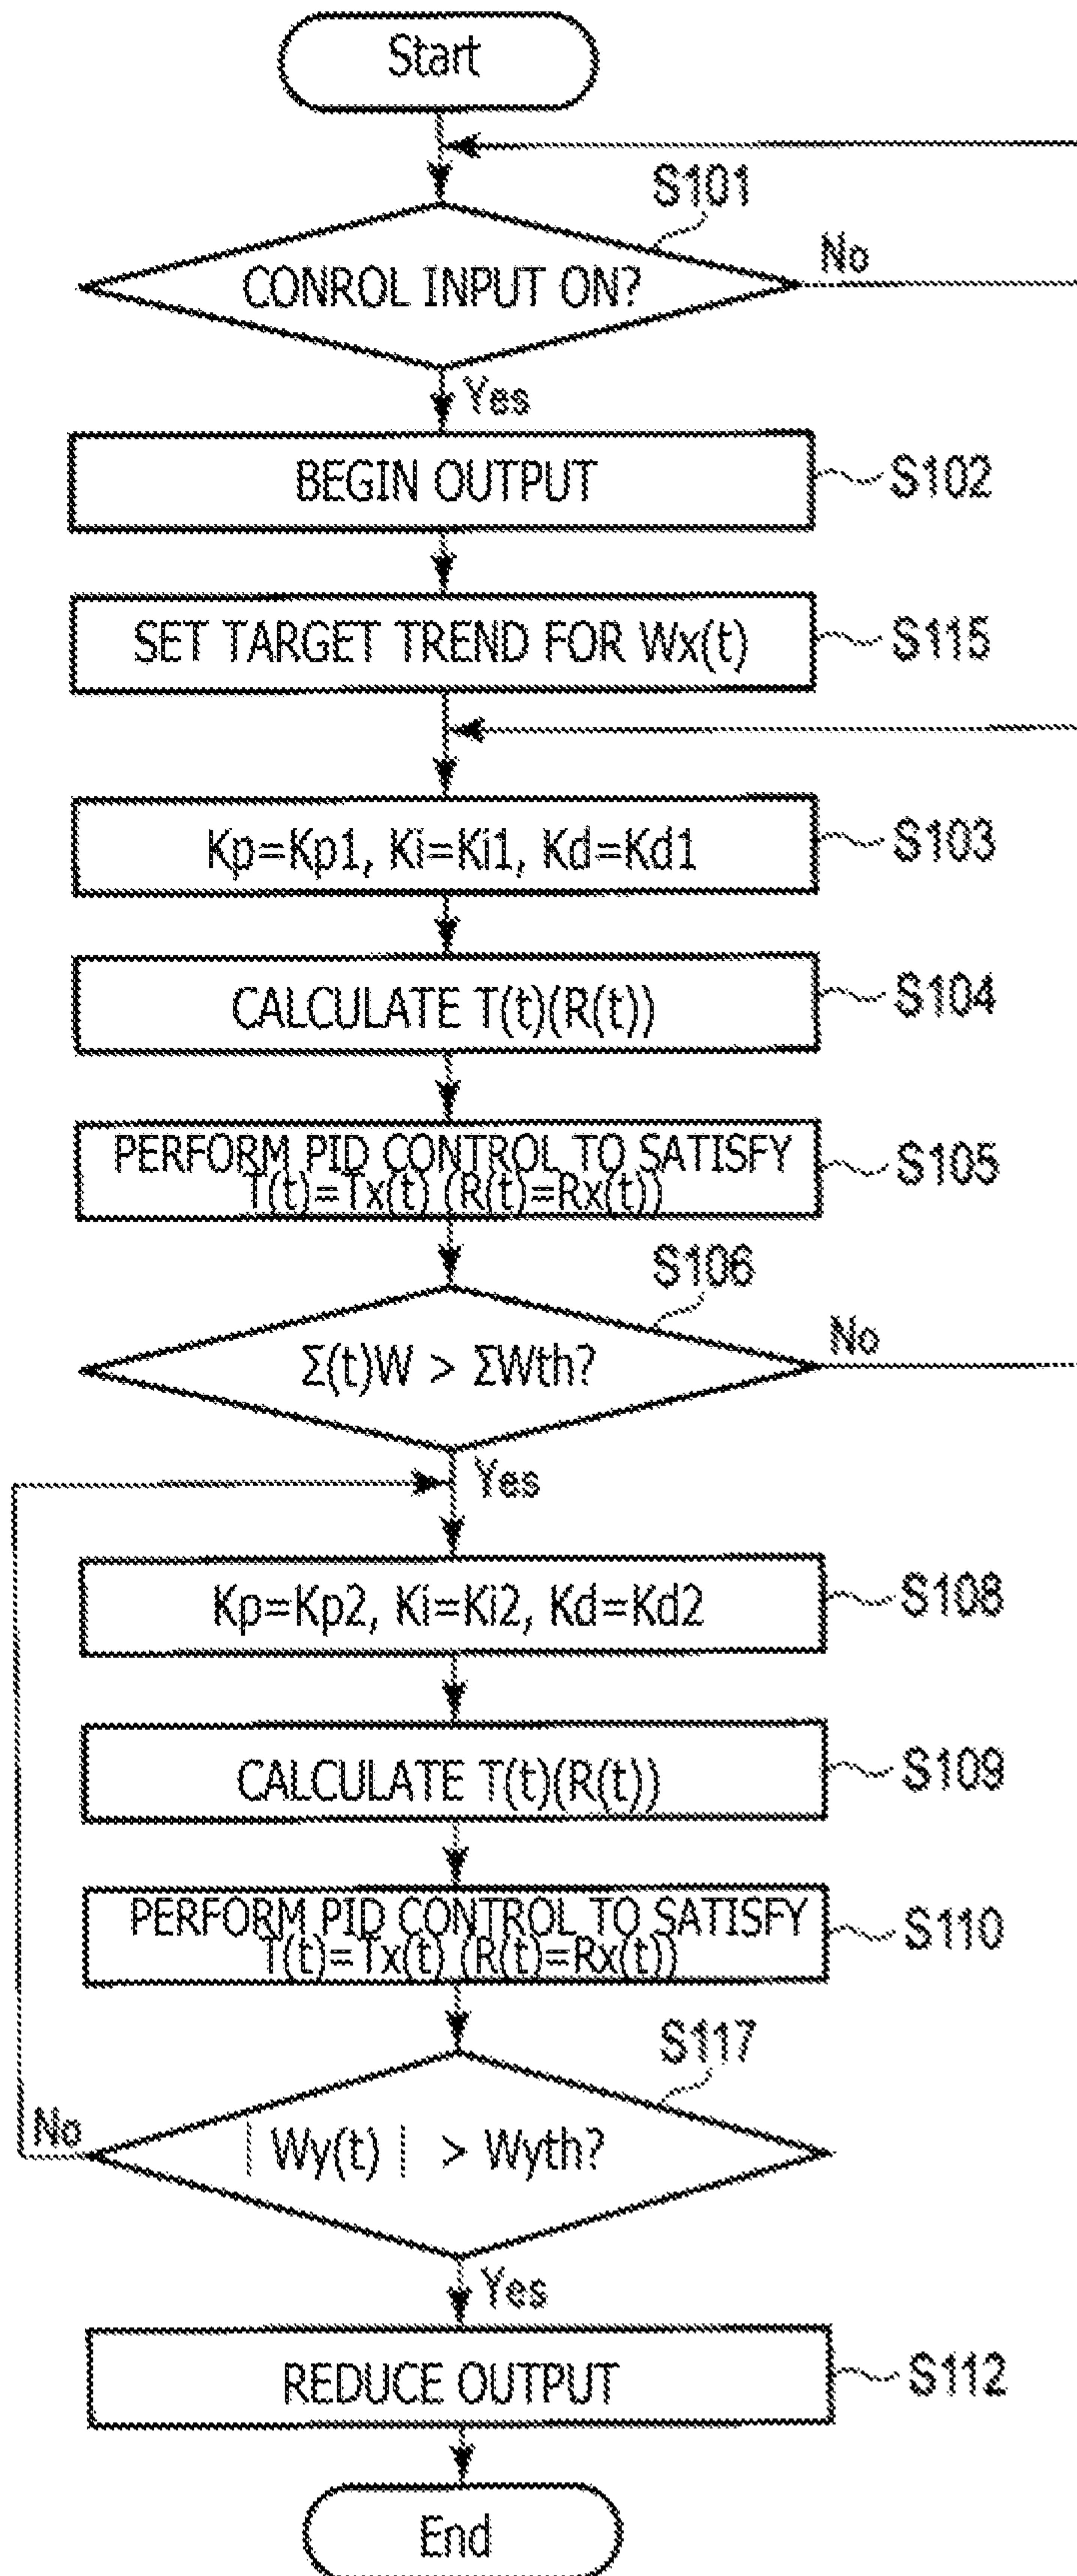 Start
S101
CONROL INPUT ON?
No
Yes
BEGIN OUTPUT
S102
SET TARGET TREND FOR Wx(t)
S115
Kp=Kp1, Ki=Ki1, Kd=Kd1
S103
CALCULATE T(t)(R(t))
S104
PERFORM PID CONTROL TO SATISFY
T(t)=Tx(t) (R(t)=Rx(t))
S105
S106
Σ(t)W > ΣWth?
No
Yes
Kp=Kp2, Ki=Ki2, Kd=Kd2
S108
CALCULATE T(t)(R(t))
S109
PERFORM PID CONTROL TO SATISFY
T(t)=Tx(t) (R(t)=Rx(t))
S110
S117
No
| Wy(t) | > Wyth?
Yes
REDUCE OUTPUT
S112
End